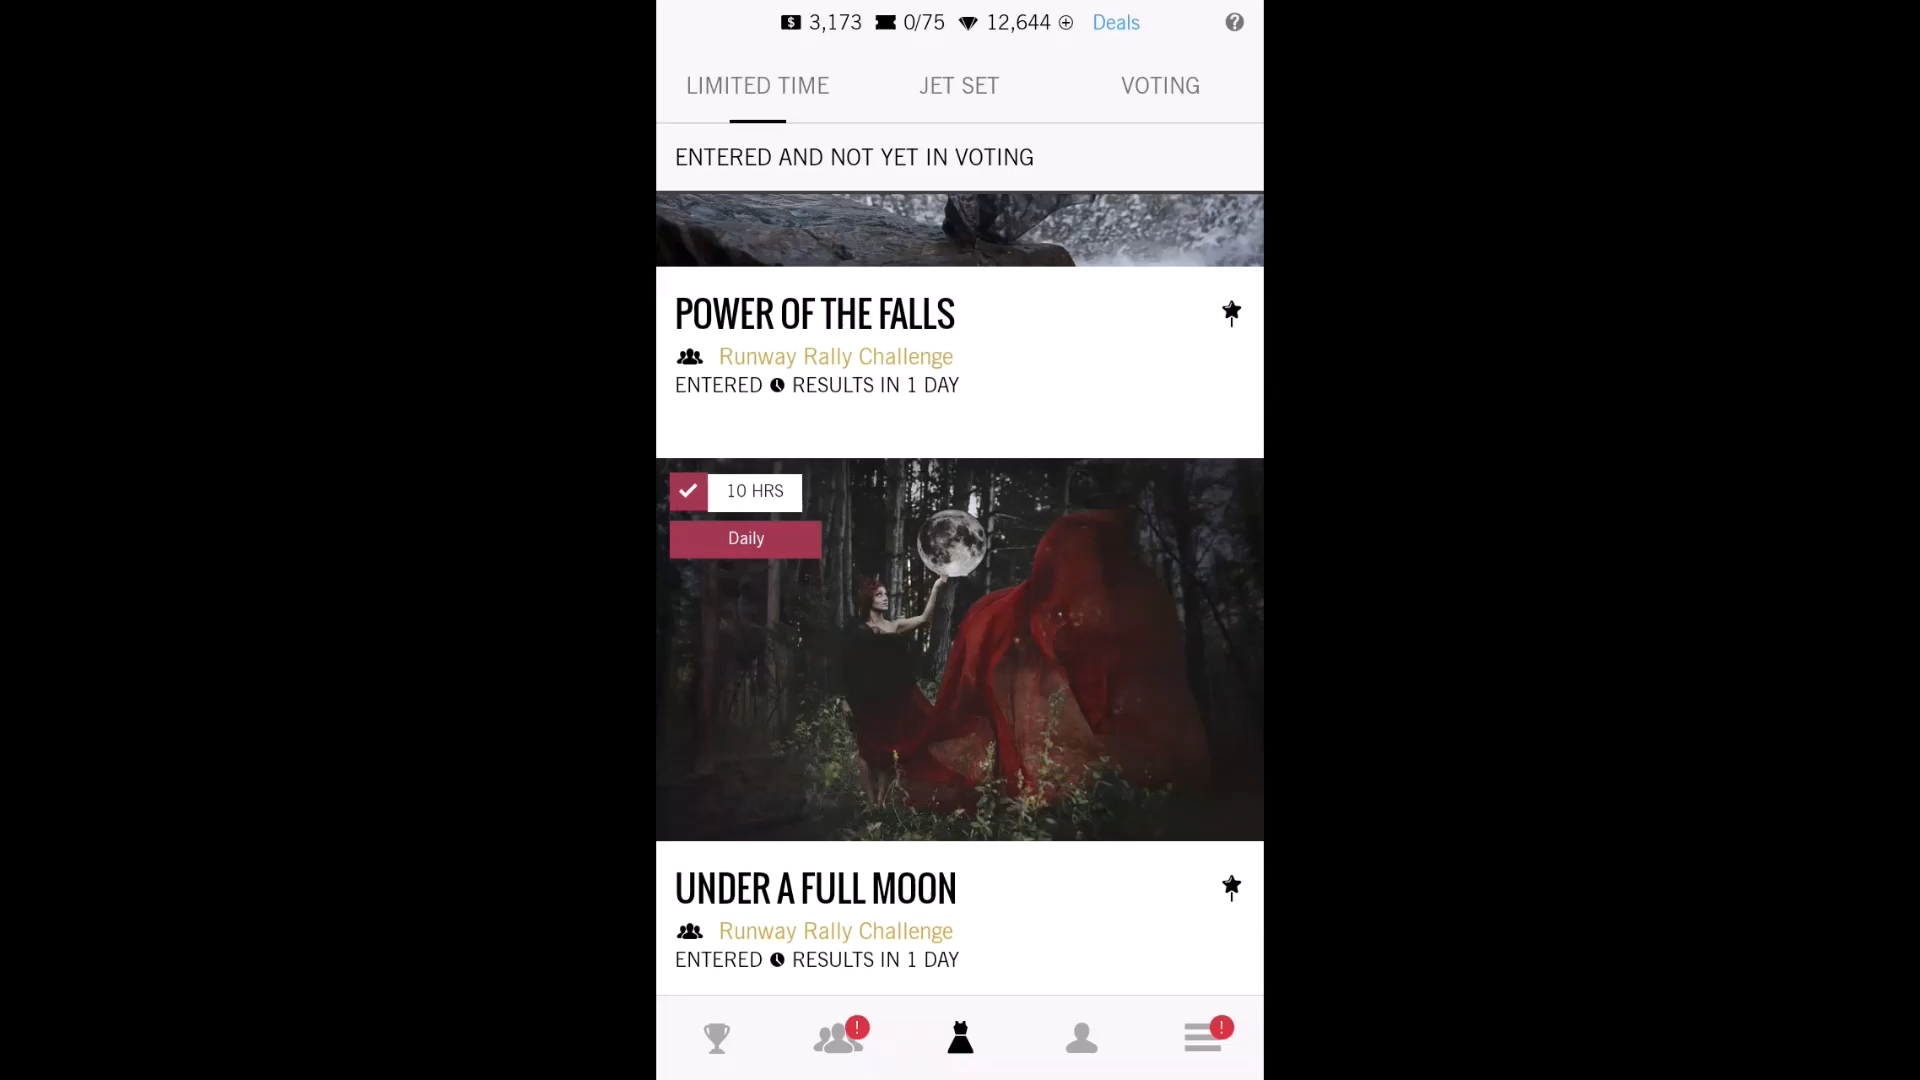 $ 3,173 0/75 12,644 Deals ?
LIMITED TIME JET SET VOTING
ENTERED AND NOT YET IN VOTING
POWER OF THE FALLS
Runway Rally Challenge
ENTERED RESULTS IN 1 DAY
10 HRS
Daily
UNDER A FULL MOON
Runway Rally Challenge
ENTERED RESULTS IN 1 DAY
! !